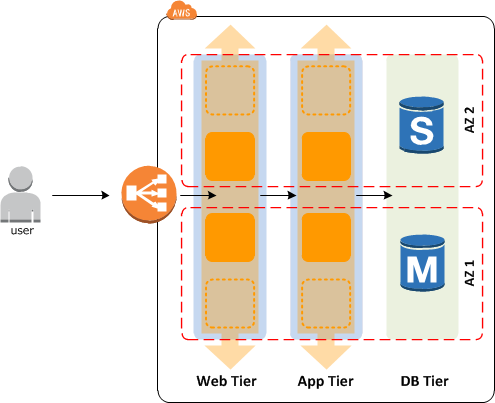 AWS
AZ 2
S
user
M
AZ 1
Web Tier
App Tier
DB Tier